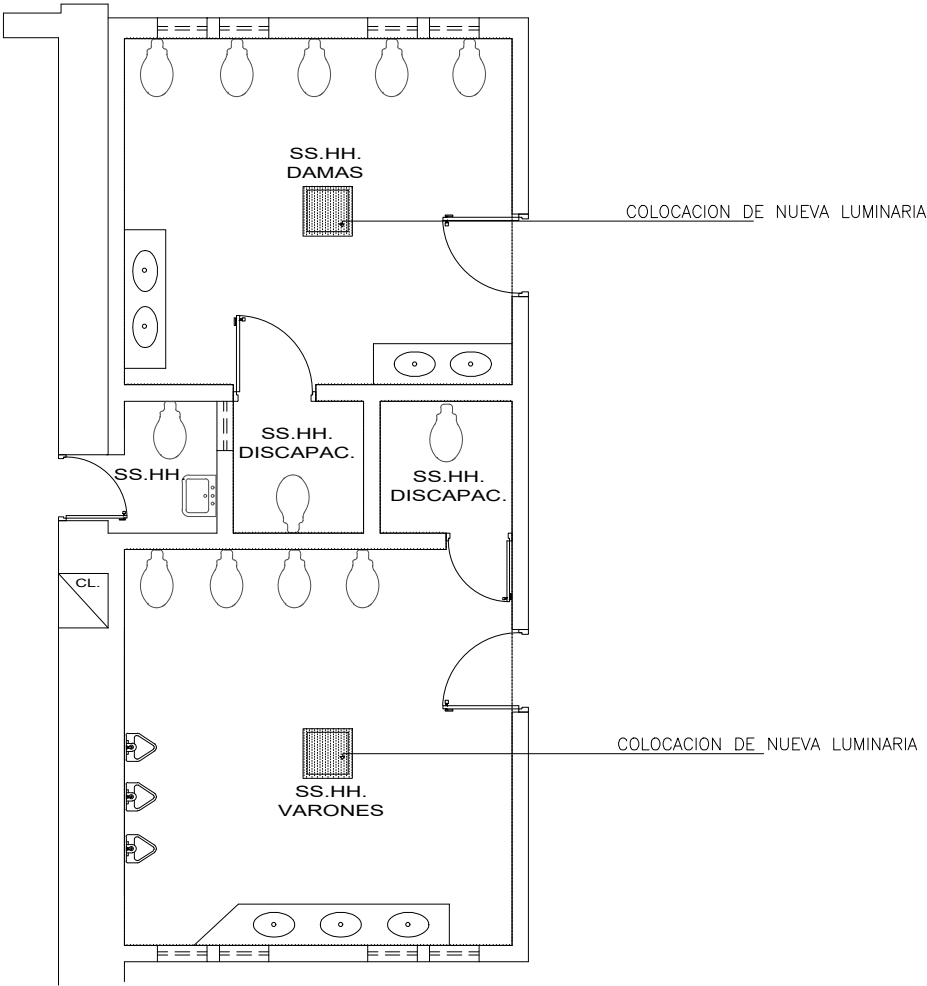 SS.HH.
DAMAS
COLOCACION DE NUEVA LUMINARIA
SS.HH.
DISCAPAC.
SS.HH.
SS.HH.
DISCAPAC.
CL.
COLOCACION DE NUEVA LUMINARIA
SS.HH.
VARONES